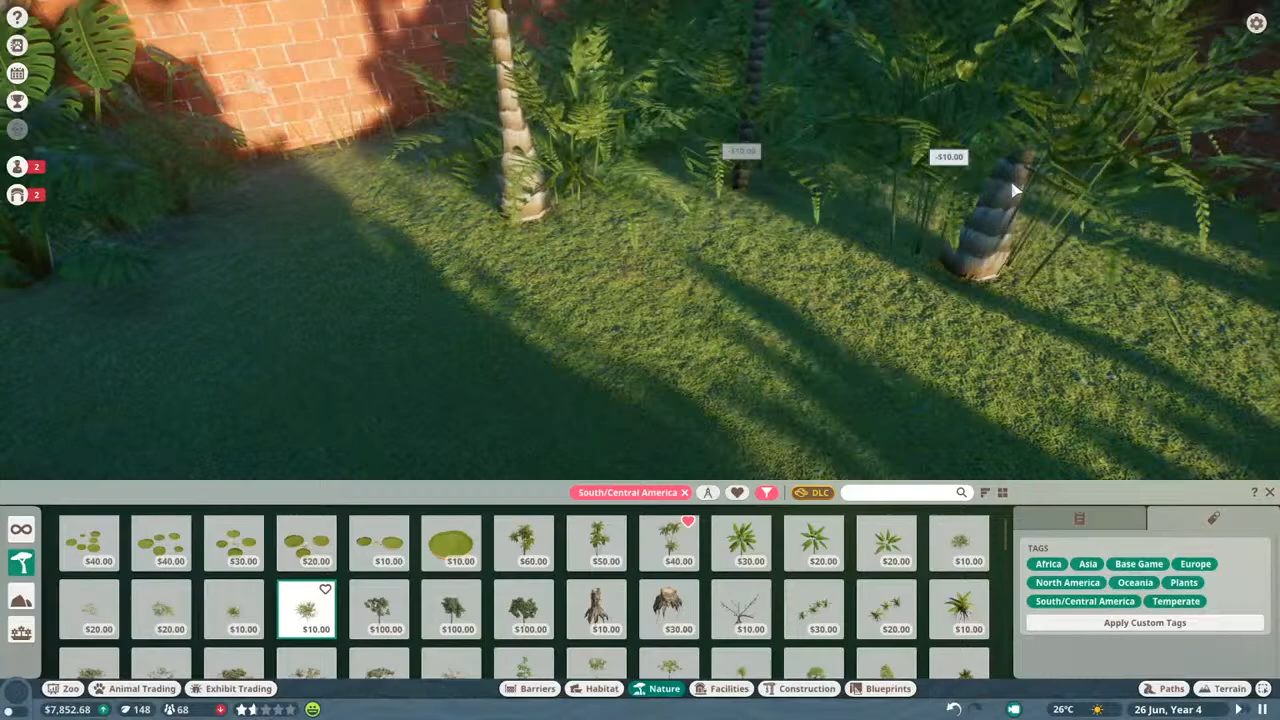 2
2
-$10.00
-$10.00
South/Central America ×
DLC
?
$40.00 $40.00 $30.00 $20.00 $10.00 $10.00 $60.00 $50.00 $40.00 $30.00 $20.00 $20.00 $10.00
$20.00 $20.00 $10.00 $10.00 $100.00 $100.00 $100.00 $10.00 $30.00 $10.00 $30.00 $20.00 $10.00
TAGS
Africa Asia Base Game Europe
North America Oceania Plants
South/Central America Temperate
Apply Custom Tags
Zoo Animal Trading Exhibit Trading Barriers Habitat Nature Facilities Construction Blueprints Paths Terrain
$7,852.68 148 68 26°C 26 Jun, Year 4